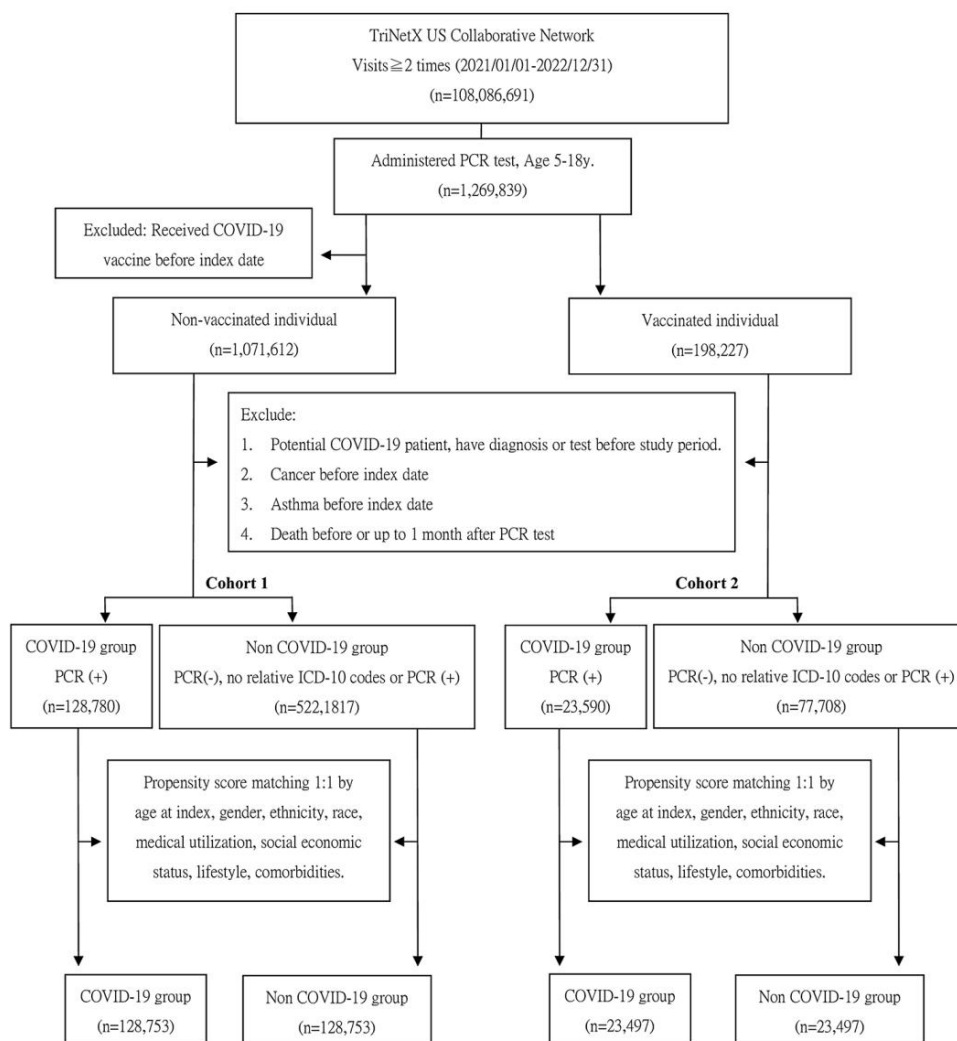 TriNetX US Collaborative Network
Visits≧2 times (2021/01/01-2022/12/31)
(n=108,086,691)
Administered PCR test, Age 5-18y.
(n=1,269,839)
Excluded: Received COVID-19
vaccine before index date
Non-vaccinated individual
(n=1,071,612)
Vaccinated individual
(n=198,227)
Exclude:
1. Potential COVID-19 patient, have diagnosis or test before study period.
2. Cancer before index date
3. Asthma before index date
4. Death before or up to 1 month after PCR test
Cohort 1
Cohort 2
COVID-19 group
PCR (+)
(n=128,780)
Non COVID-19 group
PCR(-), no relative ICD-10 codes or PCR (+)
(n=522,1817)
COVID-19 group
PCR (+)
(n=23,590)
Non COVID-19 group
PCR(-), no relative ICD-10 codes or PCR (+)
(n=77,708)
Propensity score matching 1:1 by
age at index, gender, ethnicity, race,
medical utilization, social economic
status, lifestyle, comorbidities.
Propensity score matching 1:1 by
age at index, gender, ethnicity, race,
medical utilization, social economic
status, lifestyle, comorbidities.
COVID-19 group
(n=128,753)
Non COVID-19 group
(n=128,753)
COVID-19 group
(n=23,497)
Non COVID-19 group
(n=23,497)